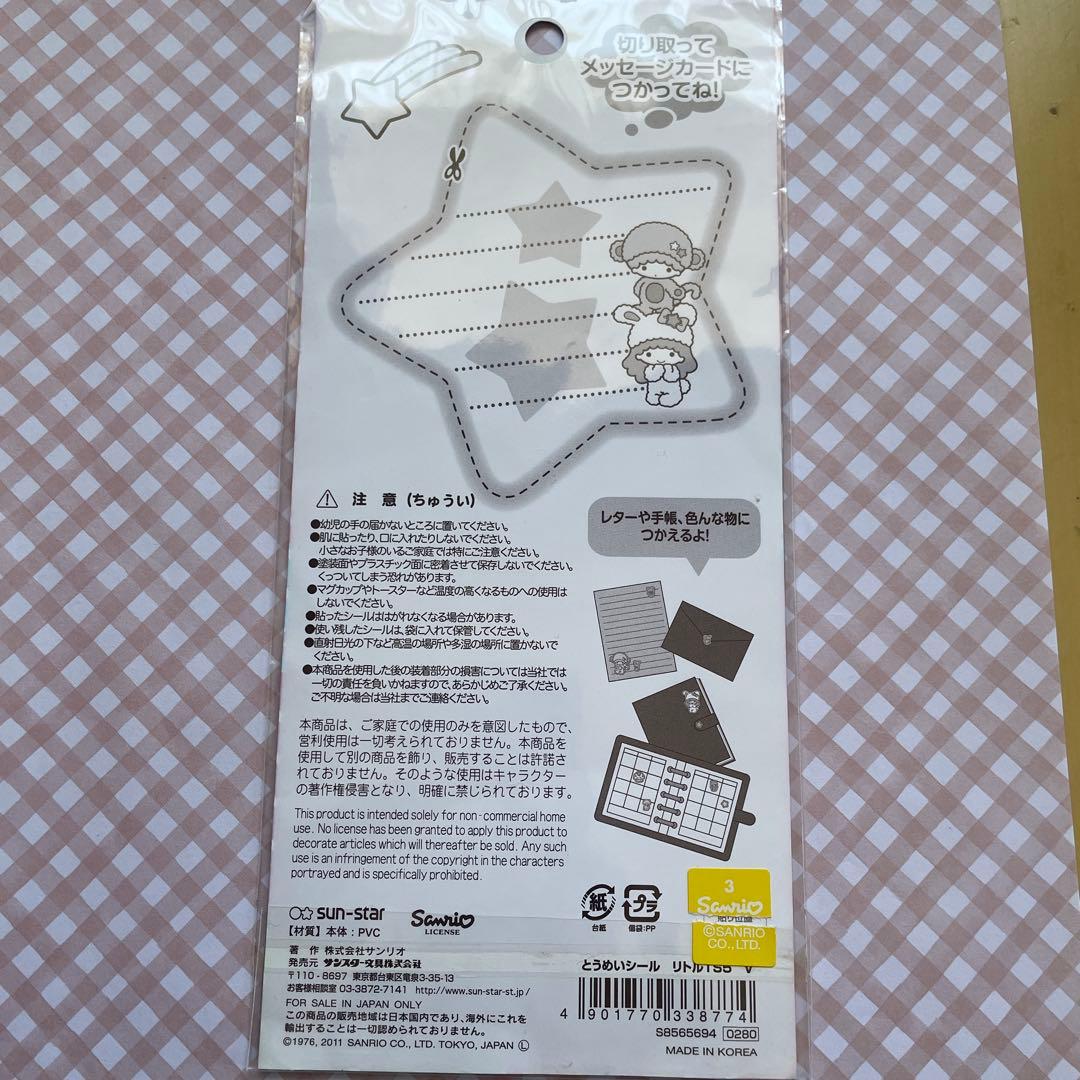 切り取って
メッセージカードに
つかってね!
注 意 (ちゅうい)
●幼児の手の届かないところに置いてください。
●肌に貼ったり、口に入れたりしないでください。
小さなお子様のいるご家庭では特にご注意ください。
●塗装面やプラスチック面に密着させて保存しないでください。
くっついてしまう恐れがあります。
●マグカップやトースターなど温度の高くなるものへの使用は
しないでください。
●貼ったシールははがれなくなる場合があります。
●使い残したシールは、袋に入れて保管してください。
●直射日光の下など高温の場所や多湿の場所に置かないで
ください。
●本商品を使用した後の装着部分の損害については当社では
一切の責任を負いかねますので、あらかじめご了承ください。
ご不明な場合は当社までご連絡ください。
レターや手帳、色んな物に
つかえるよ!
本商品は、ご家庭での使用のみを意図したもので、
営利使用は一切考えられておりません。本商品を
使用して別の商品を飾り、販売することは許諾さ
れておりません。そのような使用はキャラクター
の著作権侵害となり、明確に禁じられております。
This product is intended solely for non-commercial home
use. No license has been granted to apply this product to
decorate articles which will thereafter be sold. Any such
use is an infringement of the copyright in the characters
portrayed and is specifically prohibited.
sun-star
Sanrio
LICENSE
【材質】本体:PVC
著 作 株式会社サンリオ
発売元 サンスター文具株式会社
〒110-8697 東京都台東区竜泉3-35-13
お客様相談室 03-3872-7141 http://www.sun-star-st.jp/
FOR SALE IN JAPAN ONLY
この商品の販売地域は日本国内であり、海外にこれを
輸出することは一切認められておりません。
©1976, 2011 SANRIO CO., LTD. TOKYO, JAPAN Ⓛ
紙
台紙
プラ
個袋:PP
3
Sanrio
貼り位置
©SANRIO
CO., LTD.
とうめいシール リトルTS5 V
4 901770 338774
S8565694 0280
MADE IN KOREA